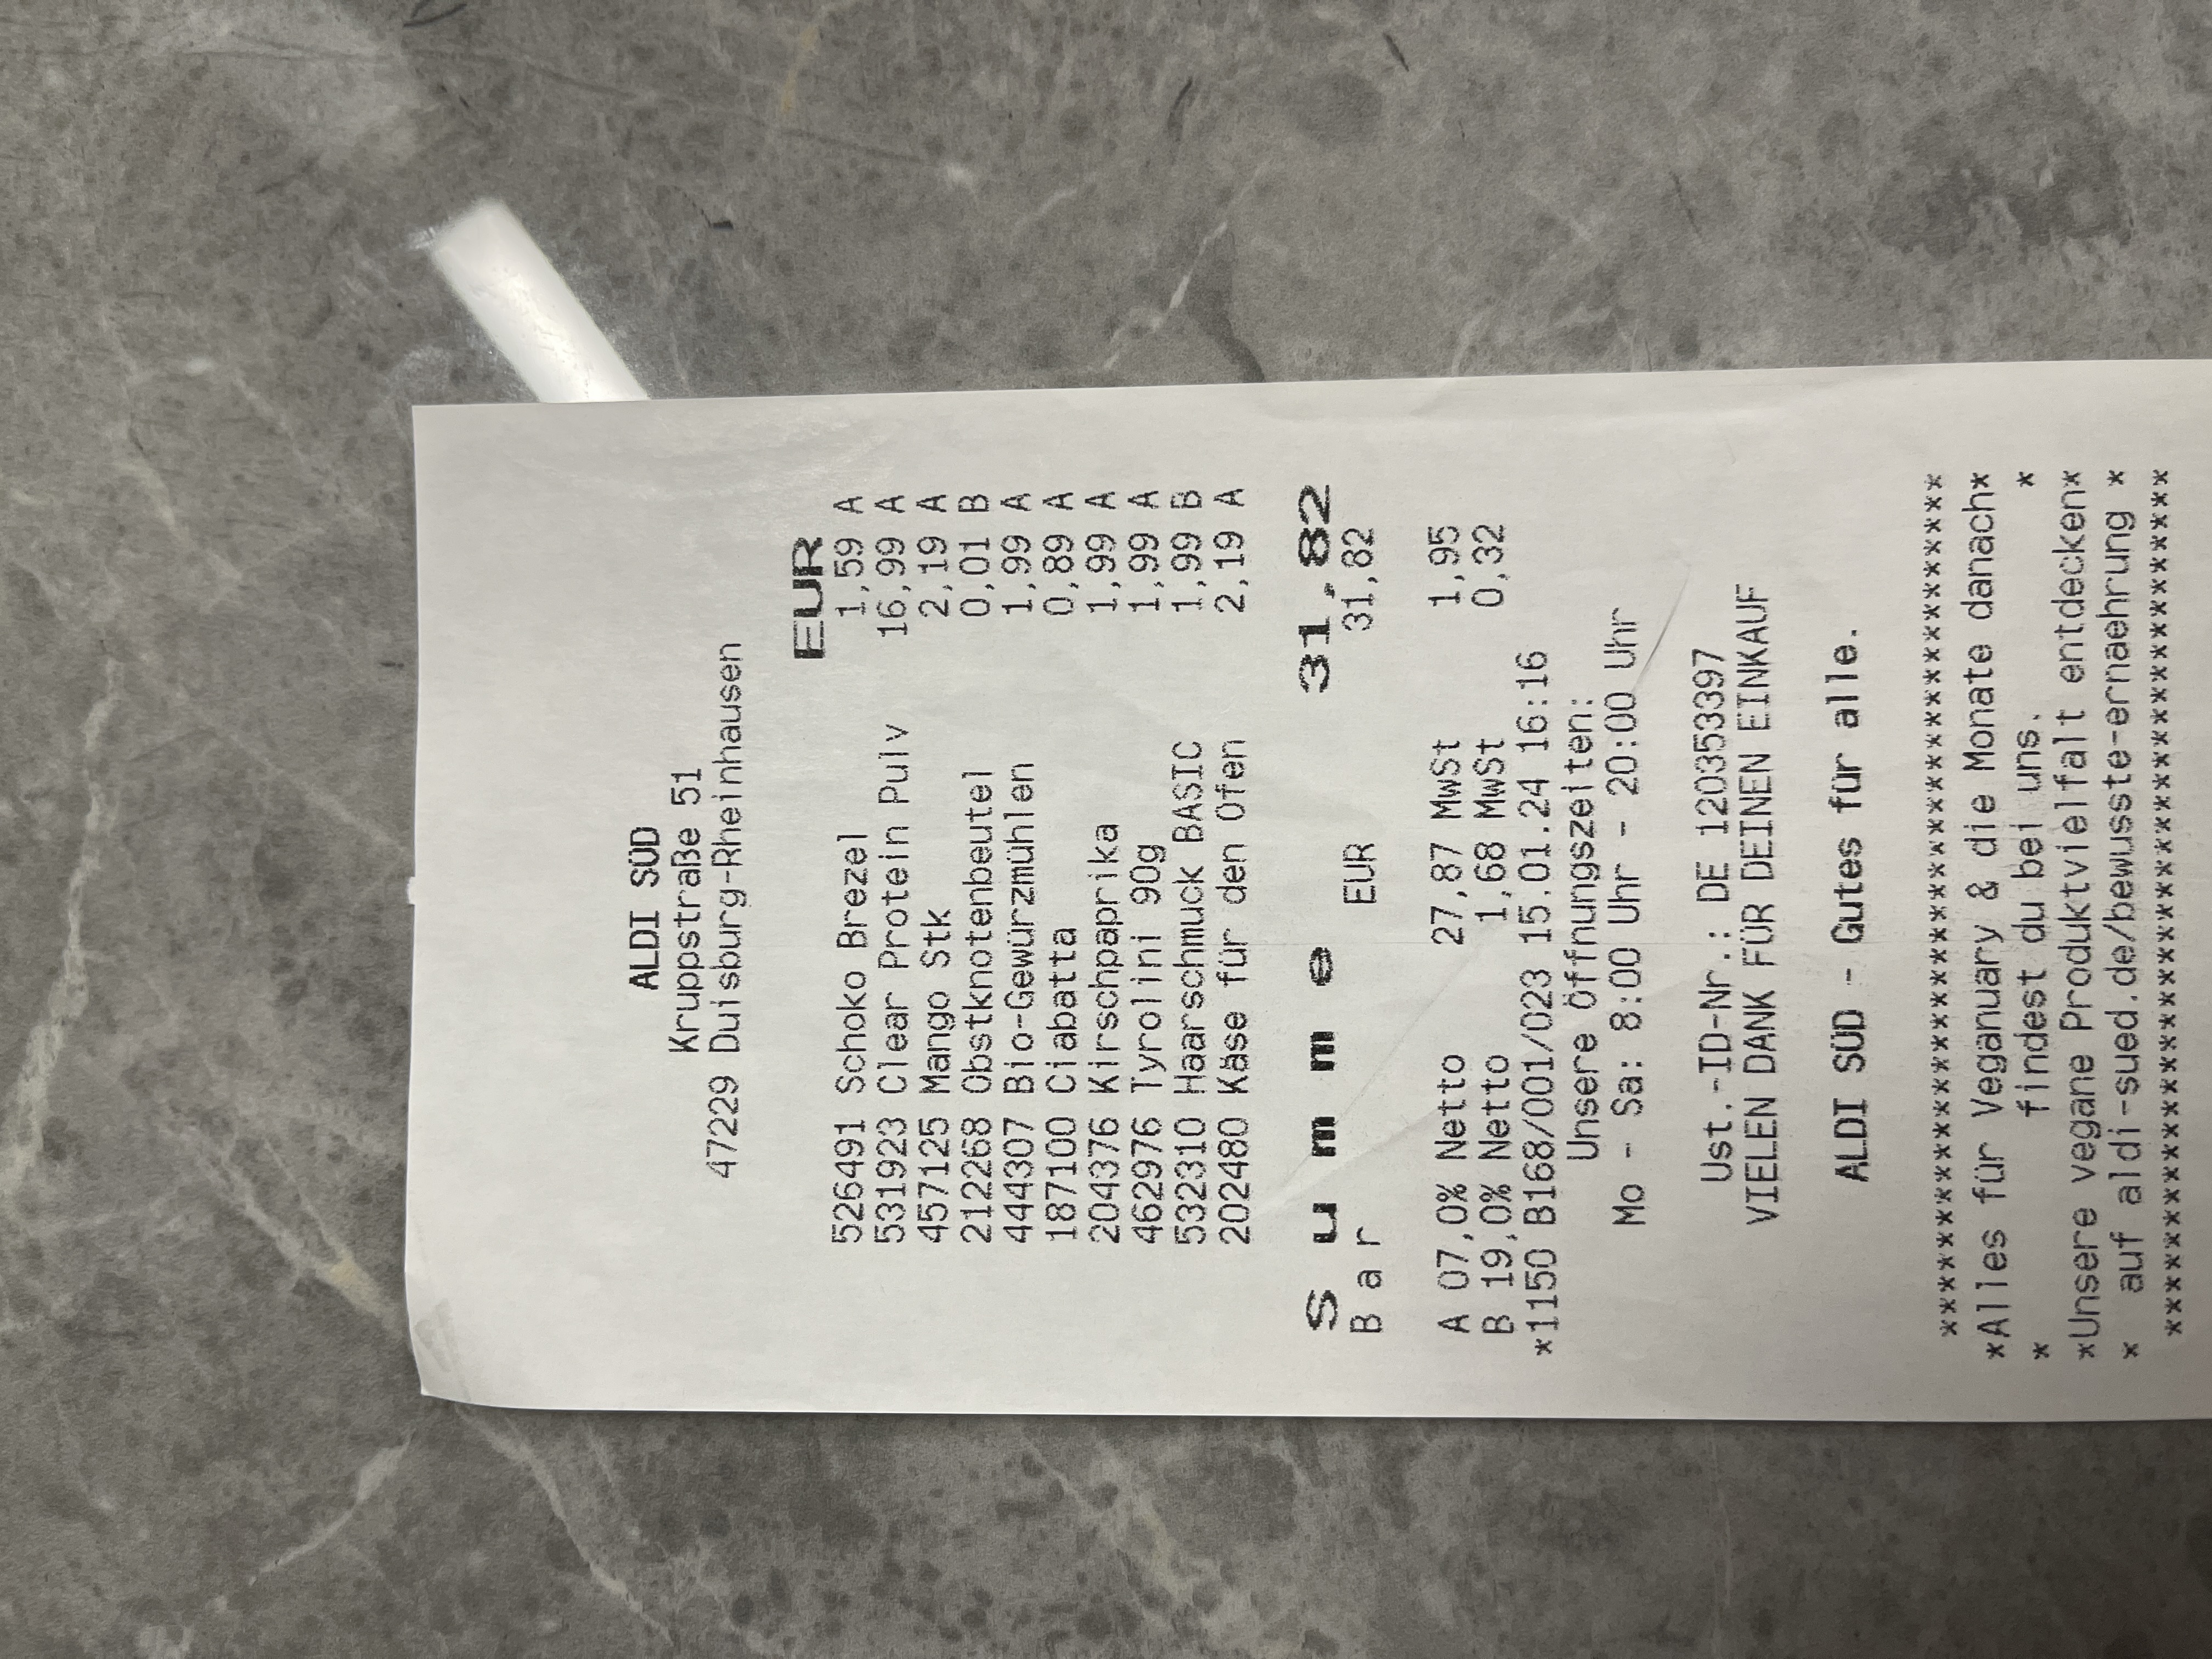 ALDI SÜD
Kruppstraße 51
47229 Duisburg-Rheinhausen
EUR
526491 Schoko Brezel 1,59 A
531923 Clear Protein Pulv 16,99 A
457125 Mango Stk 2,19 A
212268 Obstknotenbeutel 0,01 B
444307 Bio-Gewürzmühlen 1,99 A
187100 Ciabatta 0,89 A
204376 Kirschpaprika 1,99 A
462976 Tyrolini 90g 1,99 A
532310 Haarschmuck BASIC 1,99 B
202480 Käse für den Ofen 2,19 A
S u m m e 31,82
B a r EUR 31,82
A 07,0% Netto 27,87 MwSt 1,95
B 19,0% Netto 1,68 MwSt 0,32
*1150 B168/001/023 15.01.24 16:16
Unsere Öffnungszeiten:
Mo - Sa: 8:00 Uhr - 20:00 Uhr
Ust.-ID-Nr.: DE 120353397
VIELEN DANK FÜR DEINEN EINKAUF
ALDI SÜD - Gutes für alle.
****************************************
*Alles für Veganuary & die Monate danach*
* findest du bei uns. *
*Unsere vegane Produktvielfalt entdecken*
* auf aldi-sued.de/bewusste-ernaehrung *
****************************************